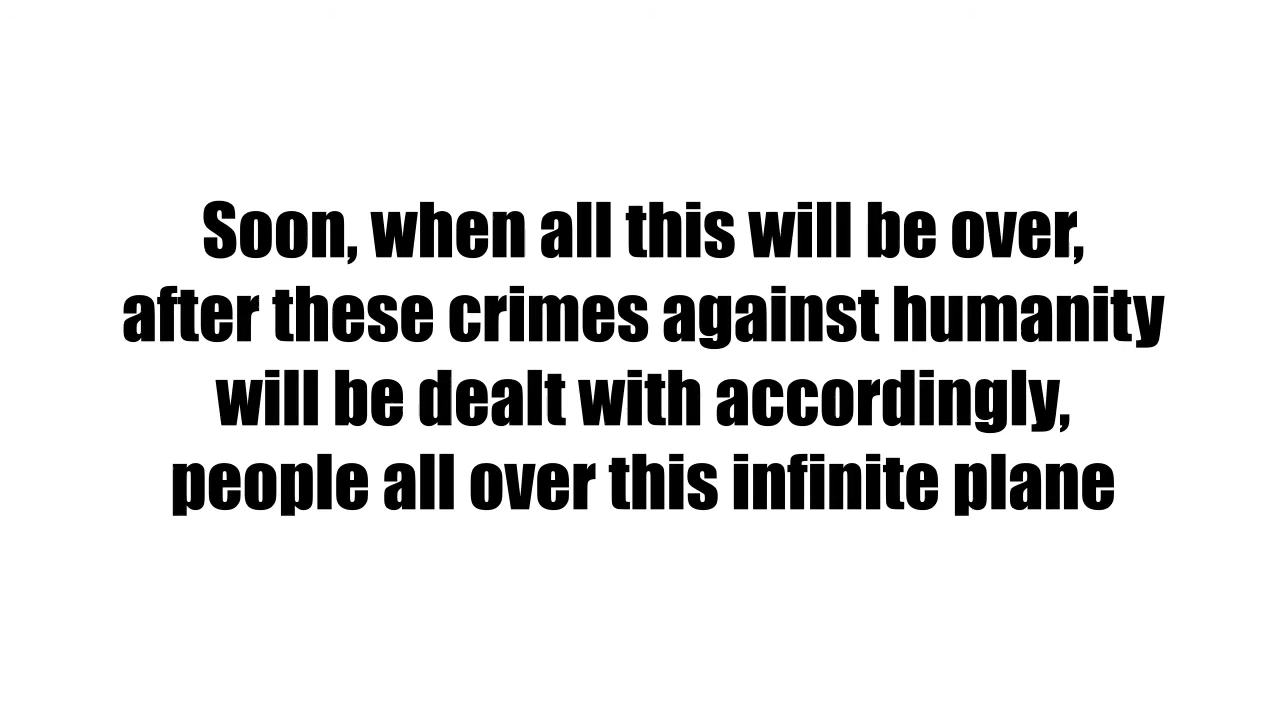 Soon, when all this will be over,
after these crimes against humanity
will be dealt with accordingly,
people all over this infinite plane